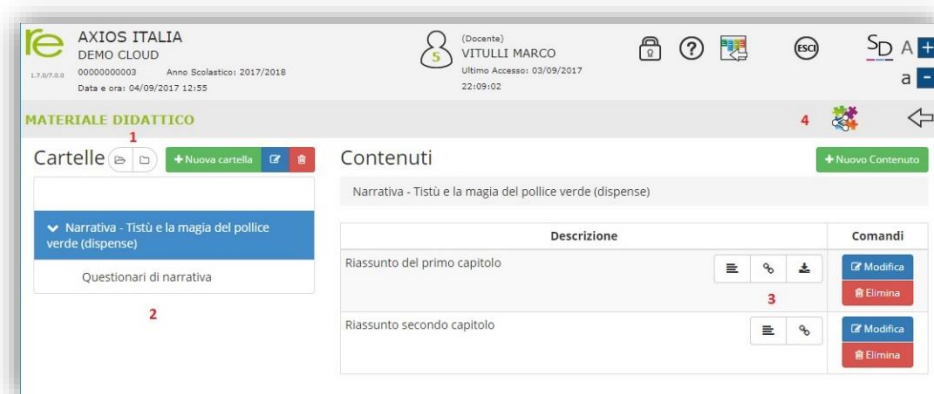 re
1.7.0/7.0.0
AXIOS ITALIA
DEMO CLOUD
00000000003 Anno Scolastico: 2017/2018
Data e ora: 04/09/2017 12:55
S
(Docente)
VITULLI MARCO
Ultimo Accesso: 03/09/2017
22:09:02
?
ESCI
SD A +
a -
MATERIALE DIDATTICO
1
4
Cartelle
+ Nuova cartella
Narrativa - Tistù e la magia del pollice
verde (dispense)
Questionari di narrativa
2
Contenuti
+ Nuovo Contenuto
Narrativa - Tistù e la magia del pollice verde (dispense)
Descrizione Comandi
Riassunto del primo capitolo
Modifica
3
Elimina
Riassunto secondo capitolo
Modifica
Elimina